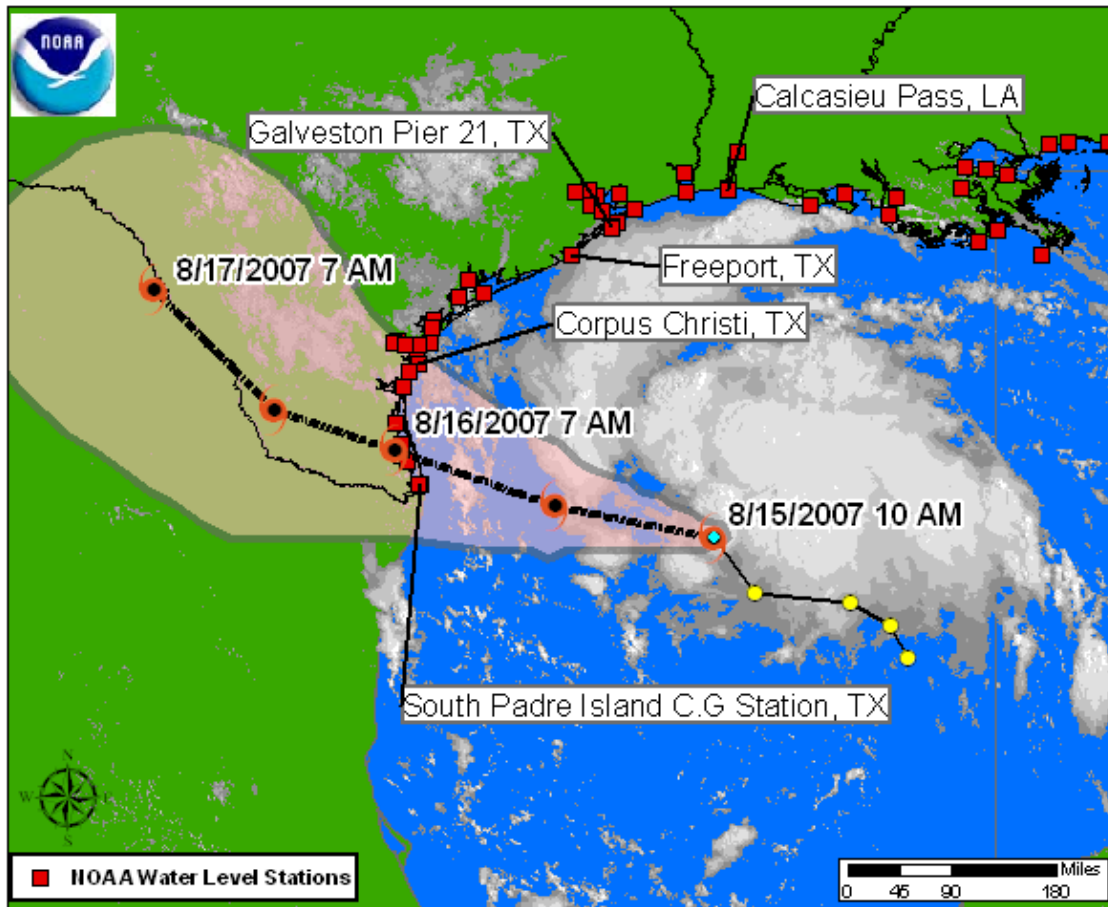 NOAA
Calcasieu Pass, LA
Galveston Pier 21, TX
8/17/2007 7 AM
Freeport, TX
Corpus Christi, TX
8/16/2007 7 AM
8/15/2007 10 AM
South Padre Island C.G Station, TX
N
W E
S
NOAA Water Level Stations
Miles
0 45 90 180